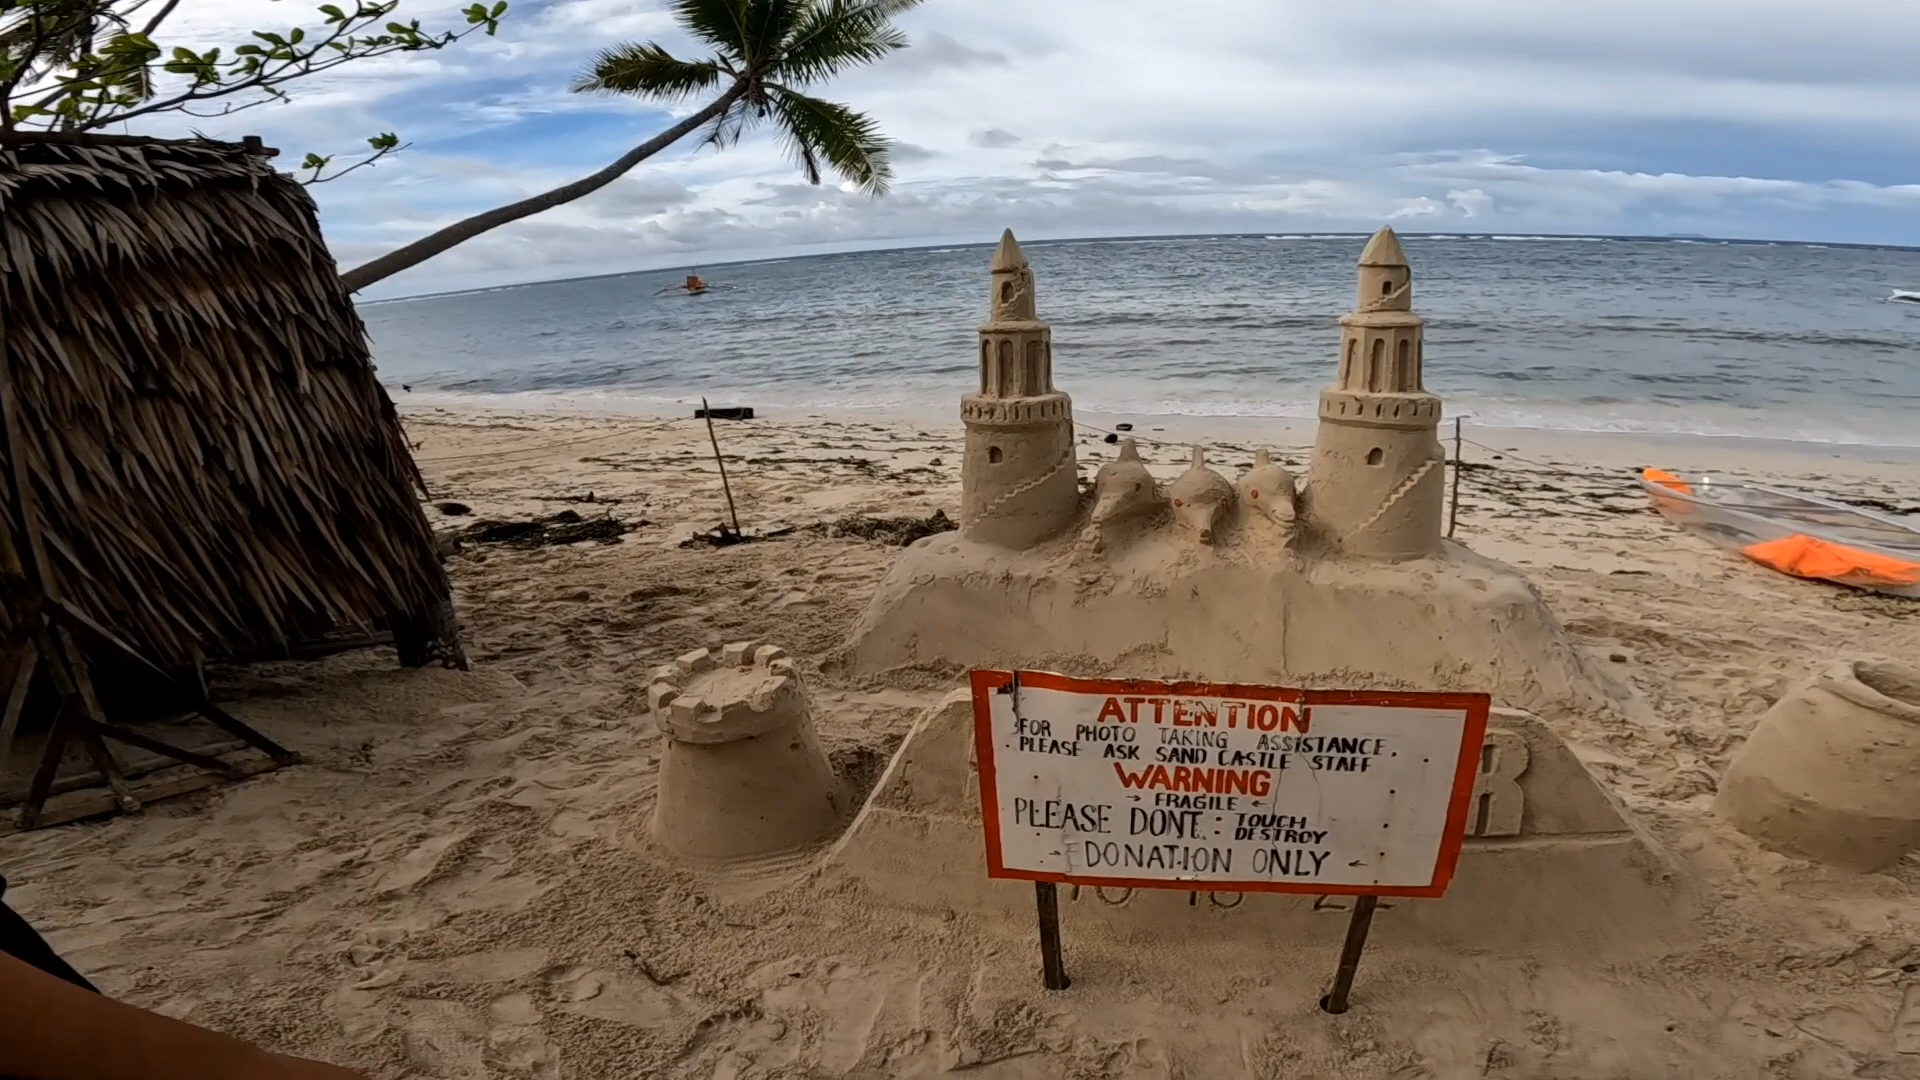 ATTENTION
FOR PHOTO TAKING ASSISTANCE.
PLEASE ASK SAND CASTLE STAFF
WARNING
→ FRAGILE ←
PLEASE DONT : TOUCH
DESTROY
DONATION ONLY ←
R